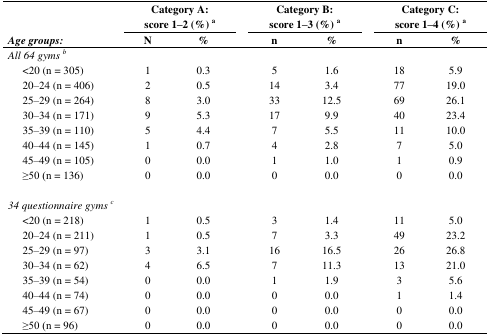 Category A: Category B: Category C:
score 1–2 (%) a score 1–3 (%) a score 1–4 (%) a
Age groups: N % n % n %
All 64 gyms b
<20 (n = 305) 1 0.3 5 1.6 18 5.9
20–24 (n = 406) 2 0.5 14 3.4 77 19.0
25–29 (n = 264) 8 3.0 33 12.5 69 26.1
30–34 (n = 171) 9 5.3 17 9.9 40 23.4
35–39 (n = 110) 5 4.4 7 5.5 11 10.0
40–44 (n = 145) 1 0.7 4 2.8 7 5.0
45–49 (n = 105) 0 0.0 1 1.0 1 0.9
≥50 (n = 136) 0 0.0 0 0.0 0 0.0
34 questionnaire gyms c
<20 (n = 218) 1 0.5 3 1.4 11 5.0
20–24 (n = 211) 1 0.5 7 3.3 49 23.2
25–29 (n = 97) 3 3.1 16 16.5 26 26.8
30–34 (n = 62) 4 6.5 7 11.3 13 21.0
35–39 (n = 54) 0 0.0 1 1.9 3 5.6
40–44 (n = 74) 0 0.0 0 0.0 1 1.4
45–49 (n = 67) 0 0.0 0 0.0 0 0.0
≥50 (n = 96) 0 0.0 0 0.0 0 0.0